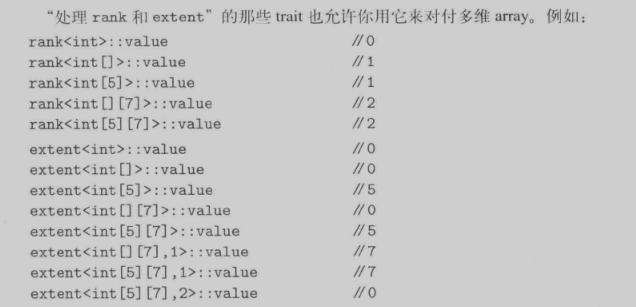 “处理 rank 和 extent”的那些 trait 也允许你用它来对付多维 array。例如：
rank<int>::value //0
rank<int[]>::value //1
rank<int[5]>::value //1
rank<int[][7]>::value //2
rank<int[5][7]>::value //2
extent<int>::value //0
extent<int[]>::value //0
extent<int[5]>::value //5
extent<int[][7]>::value //0
extent<int[5][7]>::value //5
extent<int[][7],1>::value //7
extent<int[5][7],1>::value //7
extent<int[5][7],2>::value //0